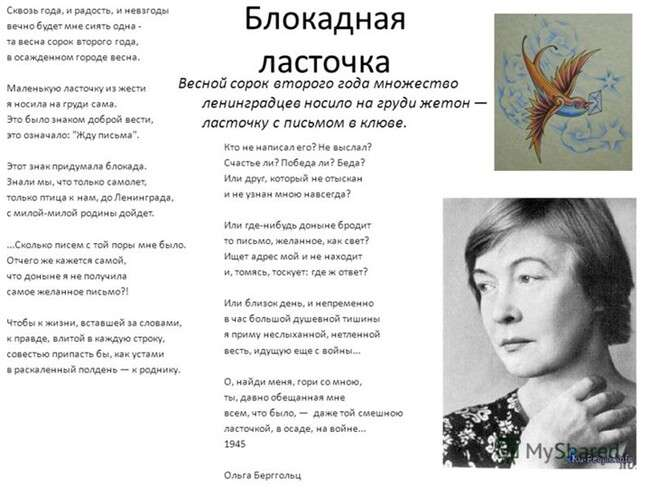 Блокадная
ласточка
Весной сорок второго года множество
ленинградцев носило на груди жетон —
ласточку с письмом в клюве.
Сквозь года, и радость, и невзгоды
вечно будет мне сиять одна -
та весна сорок второго года,
в осажденном городе весна.
Маленькую ласточку из жести
я носила на груди сама.
Это было знаком доброй вести,
это означало: "Жду письма".
Этот знак придумала блокада.
Знали мы, что только самолет,
только птица к нам, до Ленинграда,
с милой-милой родины дойдет.
...Сколько писем с той поры мне было.
Отчего же кажется самой,
что доныне я не получила
самое желанное письмо?!
Чтобы к жизни, вставшей за словами,
к правде, влитой в каждую строку,
совестью припасть бы, как устами
в раскаленный полдень — к роднику.
Кто не написал его? Не выслал?
Счастье ли? Победа ли? Беда?
Или друг, который не отыскан
и не узнан мною навсегда?
Или где-нибудь доныне бродит
то письмо, желанное, как свет?
Ищет адрес мой и не находит
и, томясь, тоскует: где ж ответ?
Или близок день, и непременно
в час большой душевной тишины
я приму неслыханной, нетленной
весть, идущую еще с войны...
О, найди меня, гори со мною,
ты, давно обещанная мне
всем, что было, — даже той смешною
ласточкой, в осаде, на войне...
1945
Ольга Берггольц
MyShared